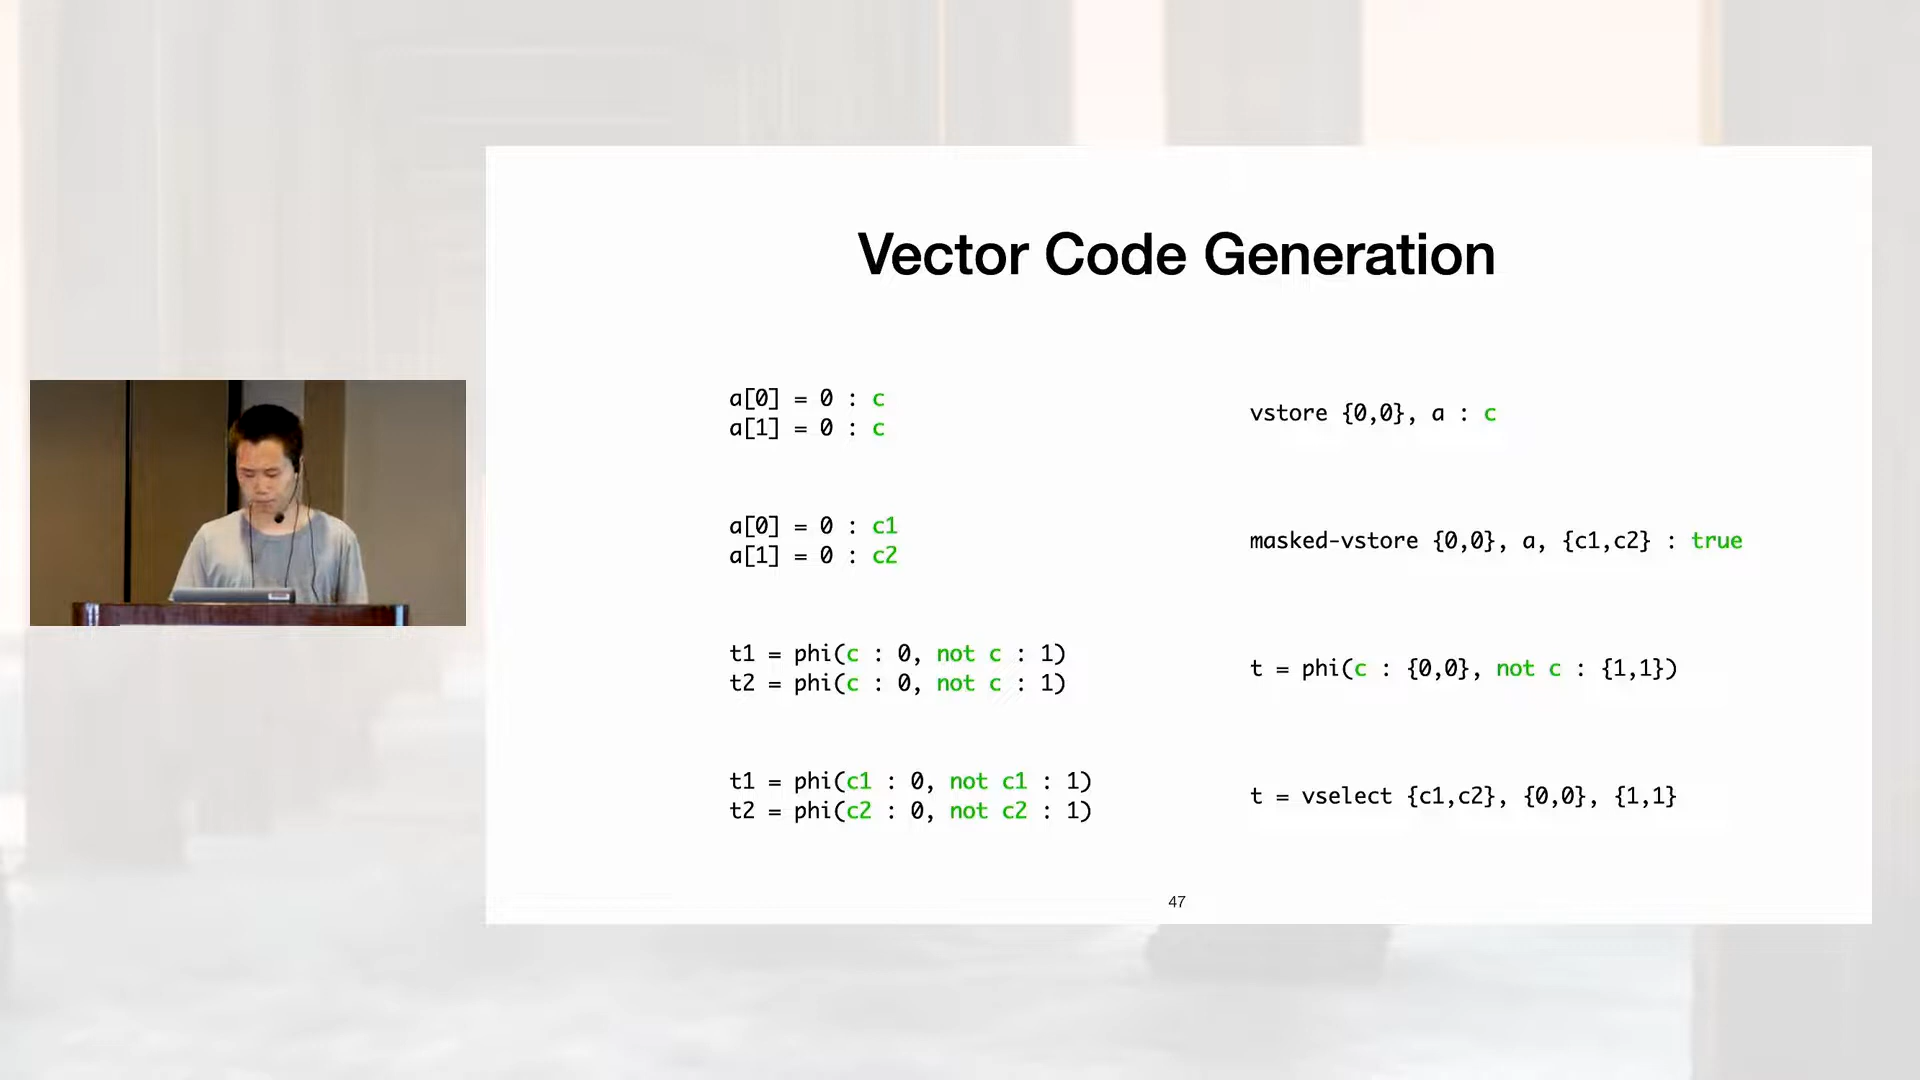 Vector Code Generation
a[0] = 0 : c
a[1] = 0 : c
vstore {0,0}, a : c
a[0] = 0 : c1
a[1] = 0 : c2
masked-vstore {0,0}, a, {c1,c2} : true
t1 = phi(c : 0, not c : 1)
t2 = phi(c : 0, not c : 1)
t = phi(c : {0,0}, not c : {1,1})
t1 = phi(c1 : 0, not c1 : 1)
t2 = phi(c2 : 0, not c2 : 1)
t = vselect {c1,c2}, {0,0}, {1,1}
47